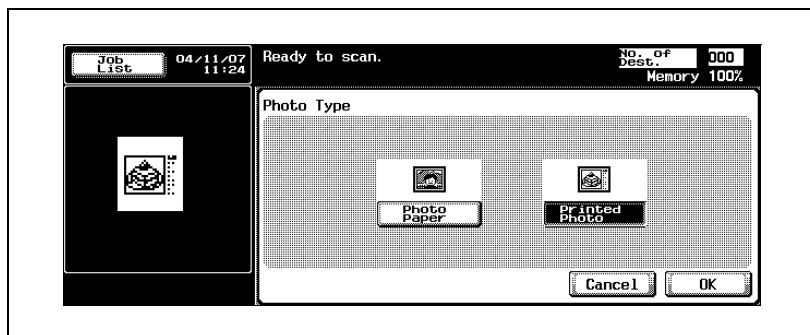 Job
List
04/11/07
11:24
Ready to scan.
No. of
Dest.
000
Memory 100%
Photo Type
Photo
Paper
Printed
Photo
Cancel
OK